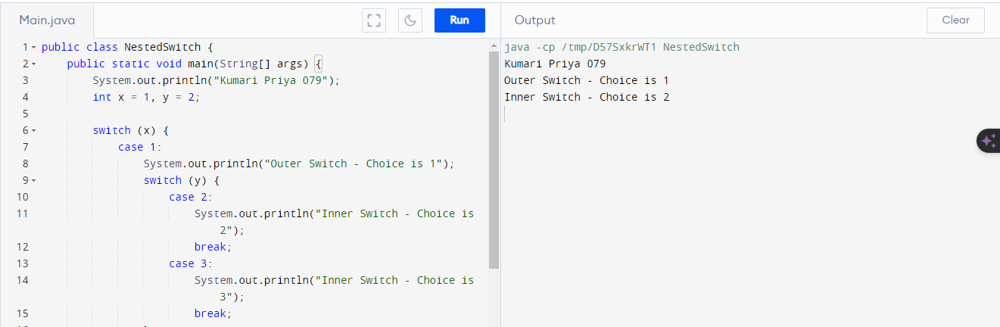 Main.java
Run
Output
Clear
1 public class NestedSwitch {
2 public static void main(String[] args) {
3 System.out.println("Kumari Priya 079");
4 int x = 1, y = 2;
5
6 switch (x) {
7 case 1:
8 System.out.println("Outer Switch - Choice is 1");
9 switch (y) {
10 case 2:
11 System.out.println("Inner Switch - Choice is
2");
12 break;
13 case 3:
14 System.out.println("Inner Switch - Choice is
3");
15 break;
java -cp /tmp/D57SxkrWT1 NestedSwitch
Kumari Priya 079
Outer Switch - Choice is 1
Inner Switch - Choice is 2